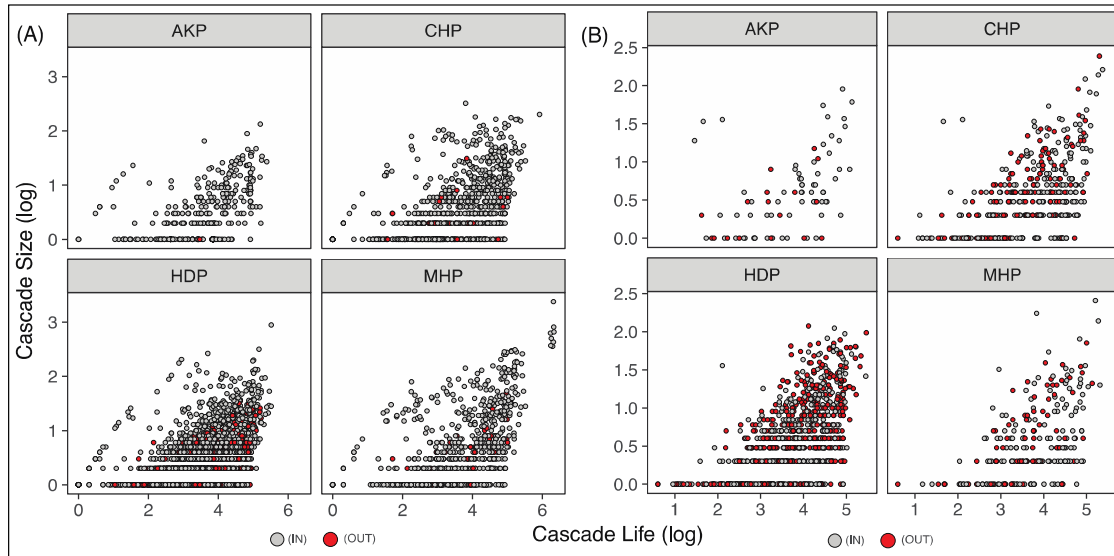 (A)
AKP
CHP
(B)
AKP
CHP
3
2
1
0
2.5
2.0
1.5
1.0
0.5
0.0
HDP
MHP
HDP
MHP
3
2
1
0
2.5
2.0
1.5
1.0
0.5
0.0
0 2 4 6 0 2 4 6
1 2 3 4 5 1 2 3 4 5
Cascade Size (log)
Cascade Life (log)
(IN) (OUT)
(IN) (OUT)